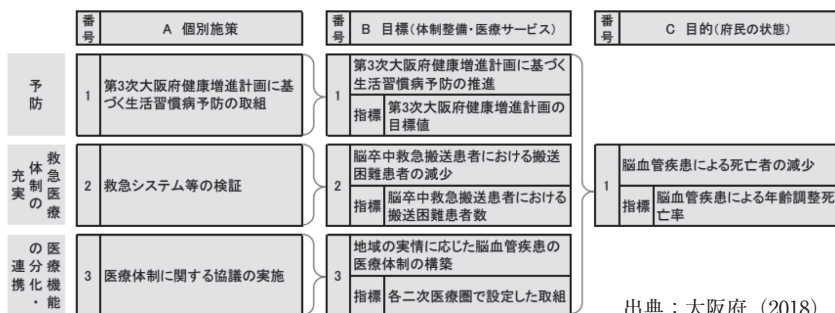 番号 A 個別施策 番号 B 目標(体制整備・医療サービス) 番号 C 目的(府民の状態)
予防
1 第3次大阪府健康増進計画に基
づく生活習慣病予防の取組
1 第3次大阪府健康増進計画に基づく
生活習慣病予防の推進
指標 第3次大阪府健康増進計画の
目標値
救急医療
体制の
充実
2 救急システム等の検証
2 脳卒中救急搬送患者における搬送
困難患者の減少
指標 脳卒中救急搬送患者における
搬送困難患者数
医療機能
の分化・
連携
3 医療体制に関する協議の実施
3 地域の実情に応じた脳血管疾患の
医療体制の構築
指標 各二次医療圏で設定した取組
1 脳血管疾患による死亡者の減少
指標 脳血管疾患による年齢調整死
亡率
出典:大阪府(2018)